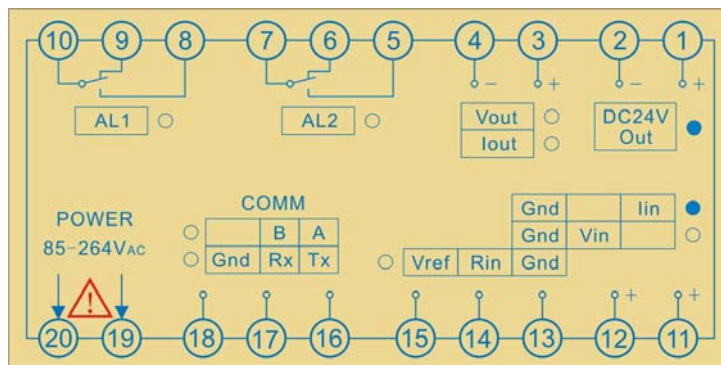 10 9 8 7 6 5 4 3 2 1
- + - +
AL1 AL2 Vout DC24V
Iout Out
COMM Gnd Iin
POWER B A Gnd Vin
85-264VAC Gnd Rx Tx Vref Rin Gnd
! + +
20 19 18 17 16 15 14 13 12 11